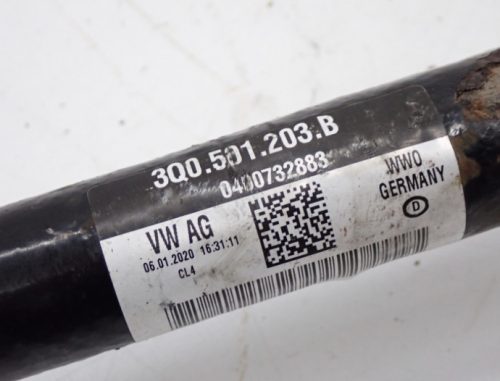 3Q0.501.203.B
0400732883
VW AG
06.01.2020 16:31:11
CL4
WWO
GERMANY
D